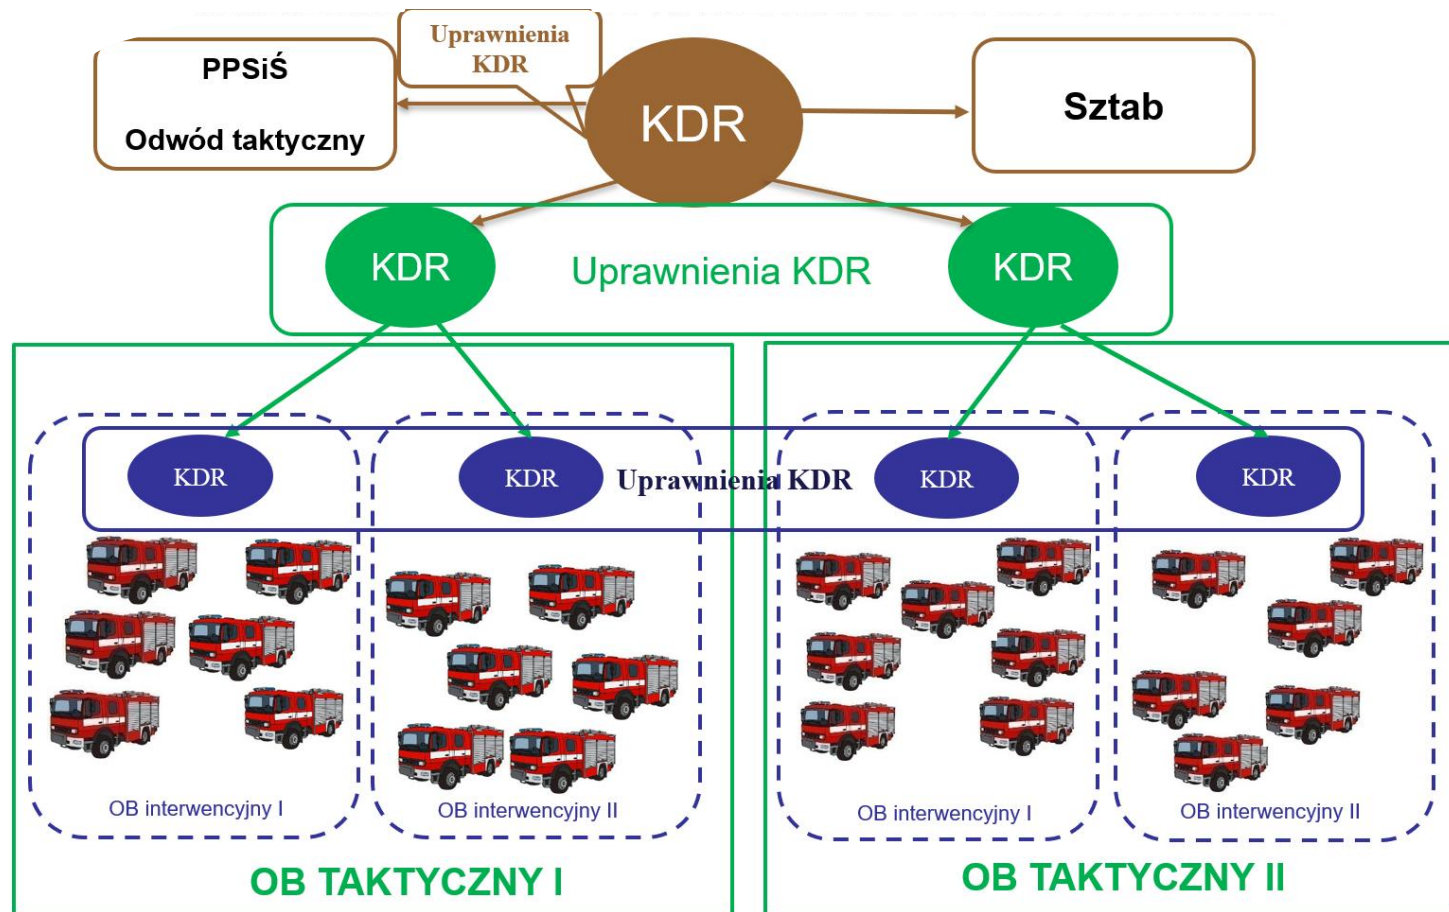 Uprawnienia
KDR
PPSiŚ
Odwód taktyczny
KDR
Sztab
KDR
Uprawnienia KDR
KDR
KDR
KDR
Uprawnienia KDR
KDR
KDR
OB interwencyjny I
OB interwencyjny II
OB interwencyjny I
OB interwencyjny II
OB TAKTYCZNY I
OB TAKTYCZNY II